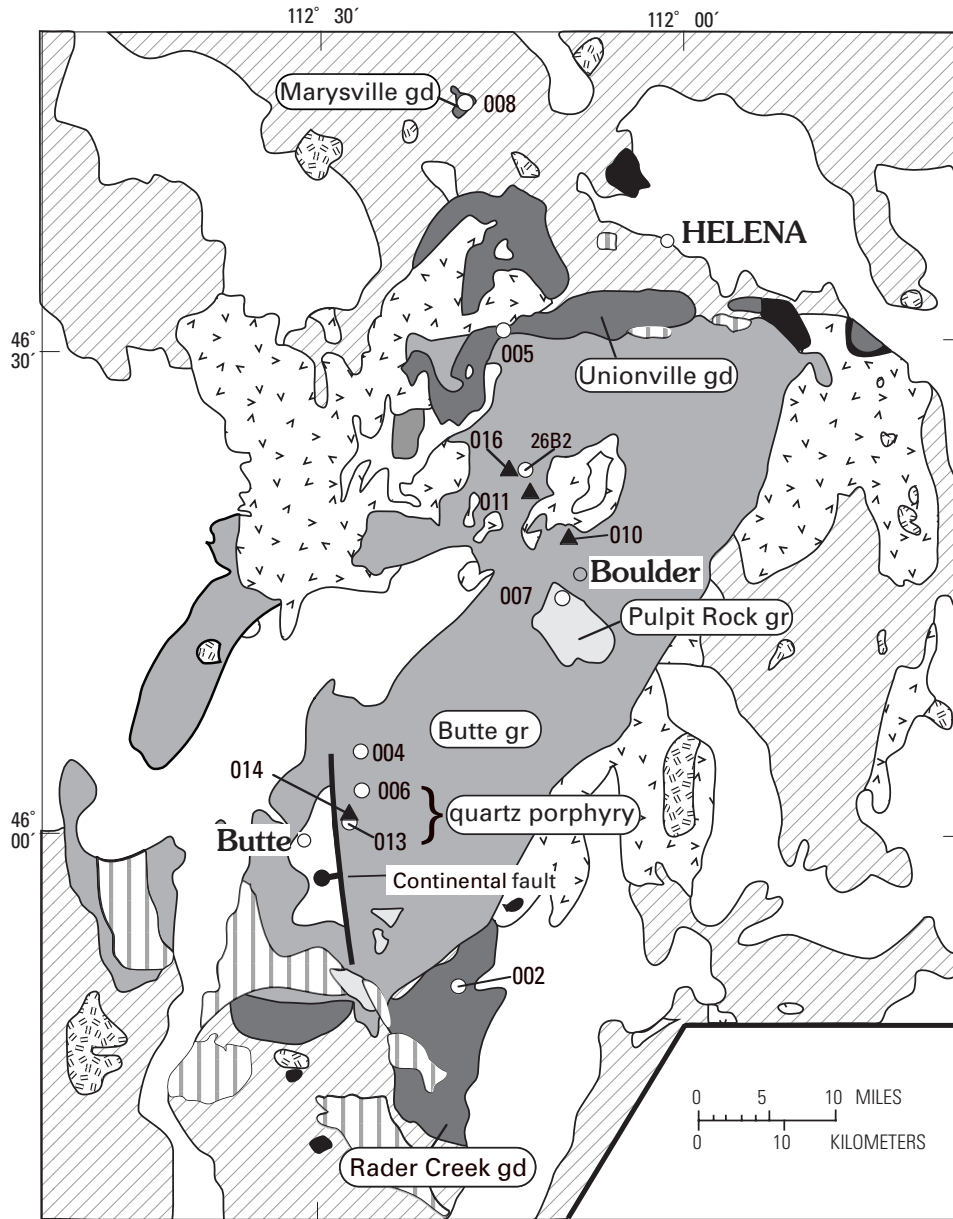 112° 30′
112° 00′
Marysville gd
008
HELENA
46°
30′
005
Unionville gd
016
26B2
011
010
Boulder
007
Pulpit Rock gr
Butte gr
004
014
006
quartz porphyry
46°
00′
Butte
013
Continental fault
002
0 5 10 MILES
0 10 KILOMETERS
Rader Creek gd